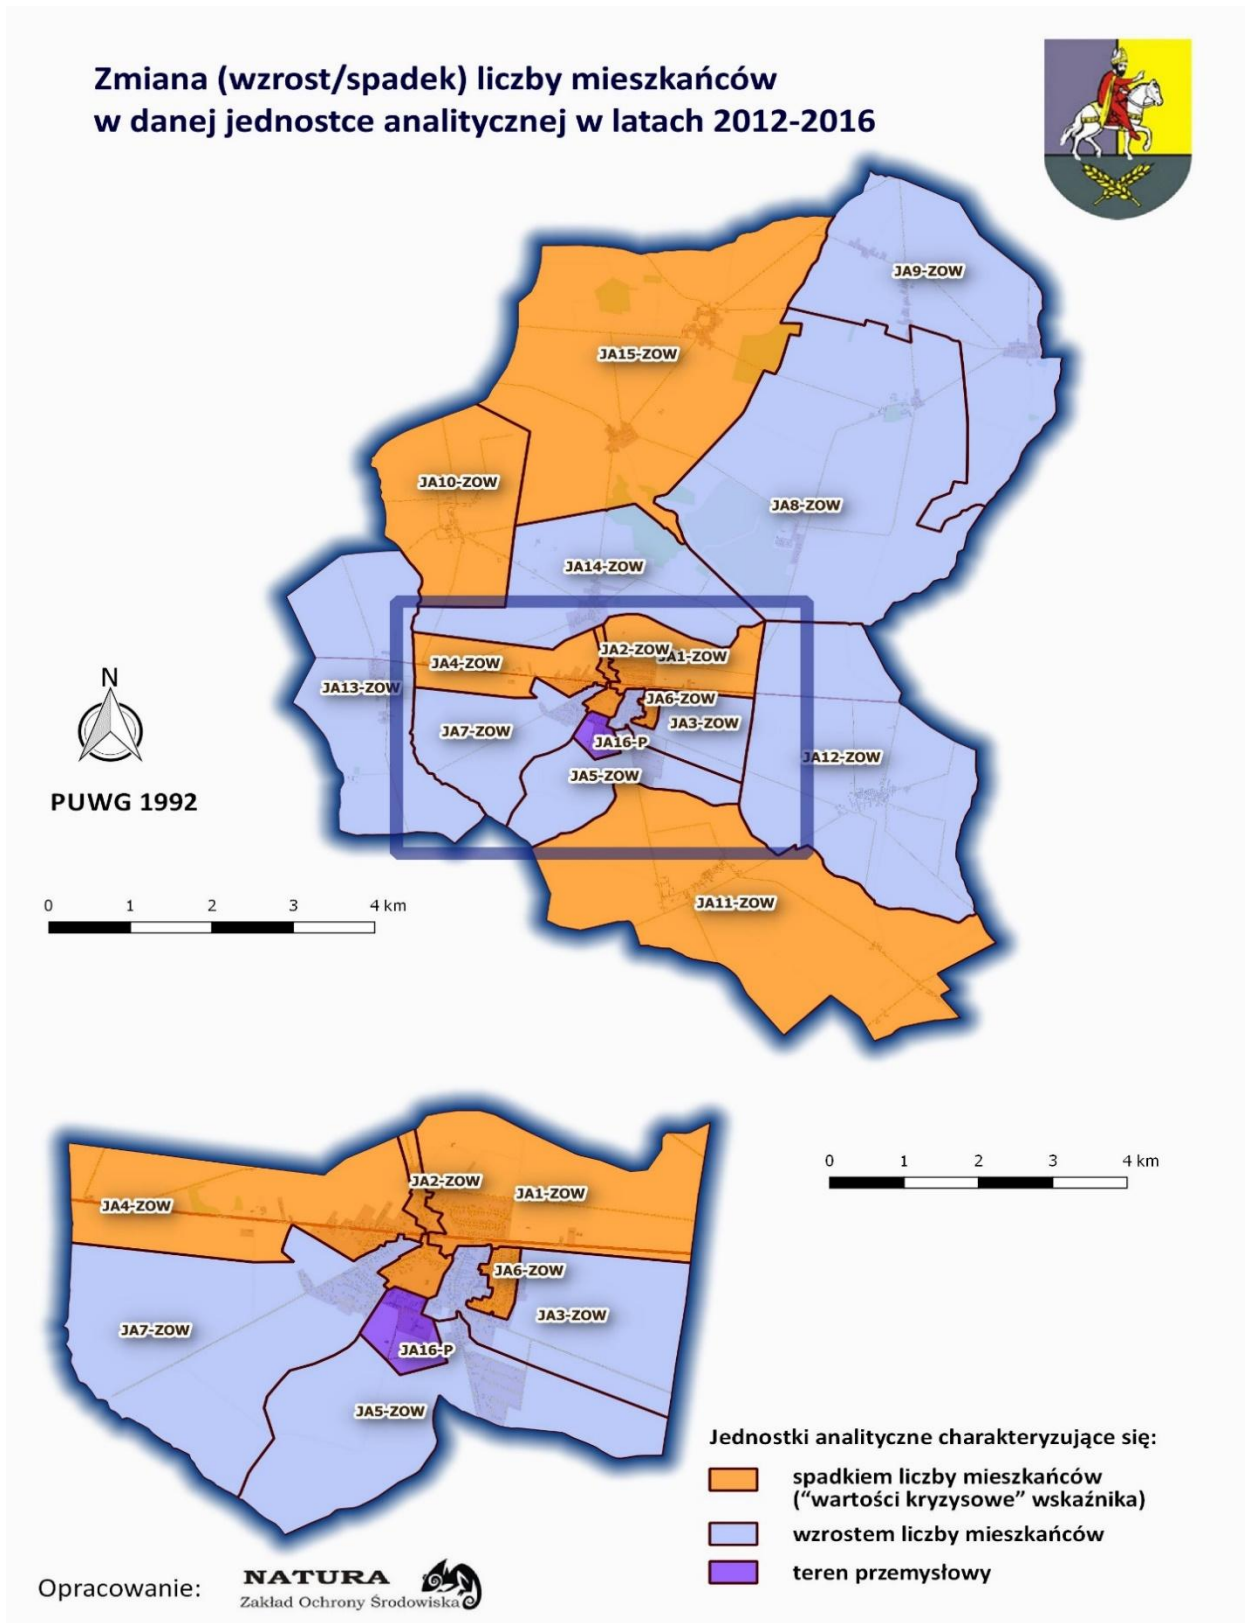 Zmiana (wzrost/spadek) liczby mieszkańców
w danej jednostce analitycznej w latach 2012-2016
JA9-ZOW
JA15-ZOW
JA10-ZOW
JA8-ZOW
JA14-ZOW
JA2-ZOW
JA1-ZOW
JA4-ZOW
JA13-ZOW
JA6-ZOW
JA3-ZOW
JA7-ZOW
JA16-P
JA12-ZOW
JA5-ZOW
JA11-ZOW
N
PUWG 1992
0 1 2 3 4 km
JA2-ZOW
JA1-ZOW
JA4-ZOW
JA6-ZOW
JA3-ZOW
JA7-ZOW
JA16-P
JA5-ZOW
0 1 2 3 4 km
Jednostki analityczne charakteryzujące się:
spadkiem liczby mieszkańców
(“wartości kryzysowe” wskaźnika)
wzrostem liczby mieszkańców
teren przemysłowy
Opracowanie:
NATURA
Zakład Ochrony Środowiska